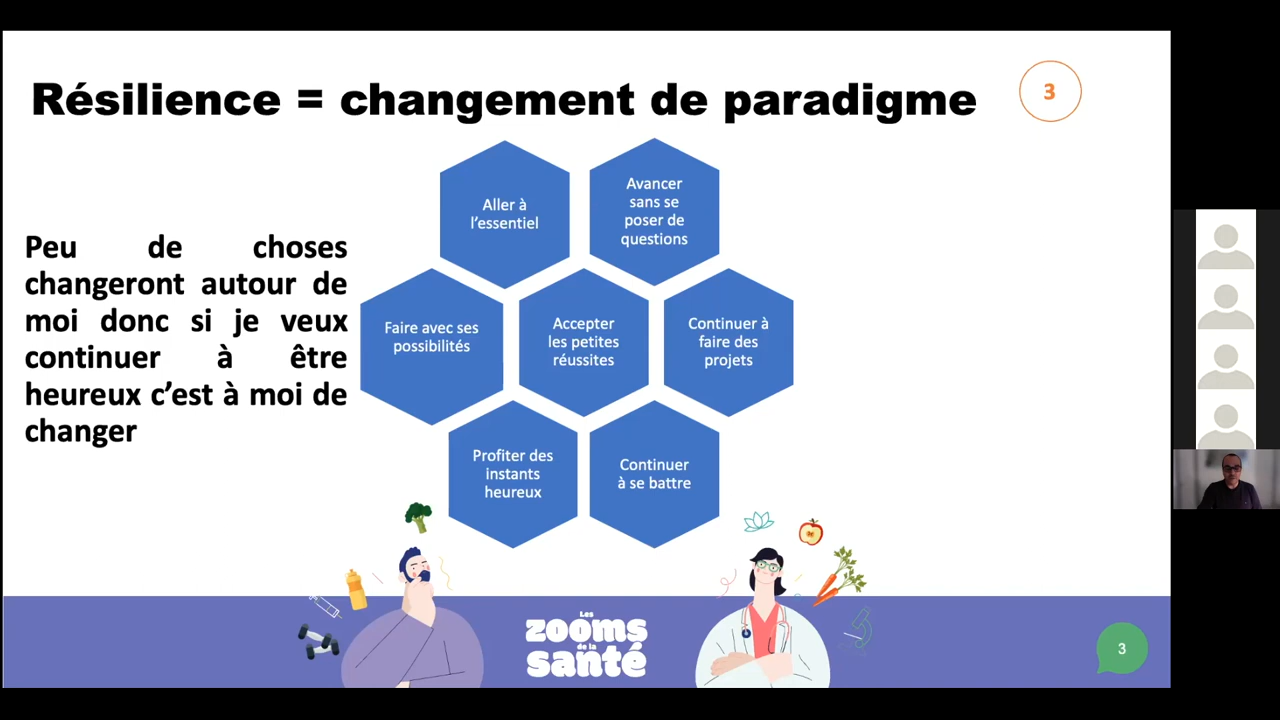 Résilience = changement de paradigme
3
Peu de choses
changeront autour de
moi donc si je veux
continuer à être
heureux c’est à moi de
changer
Aller à
l’essentiel
Avancer
sans se
poser de
questions
Faire avec ses
possibilités
Accepter
les petites
réussites
Continuer à
faire des
projets
Profiter des
instants
heureux
Continuer
à se battre
Les
zooms
de la
santé
3